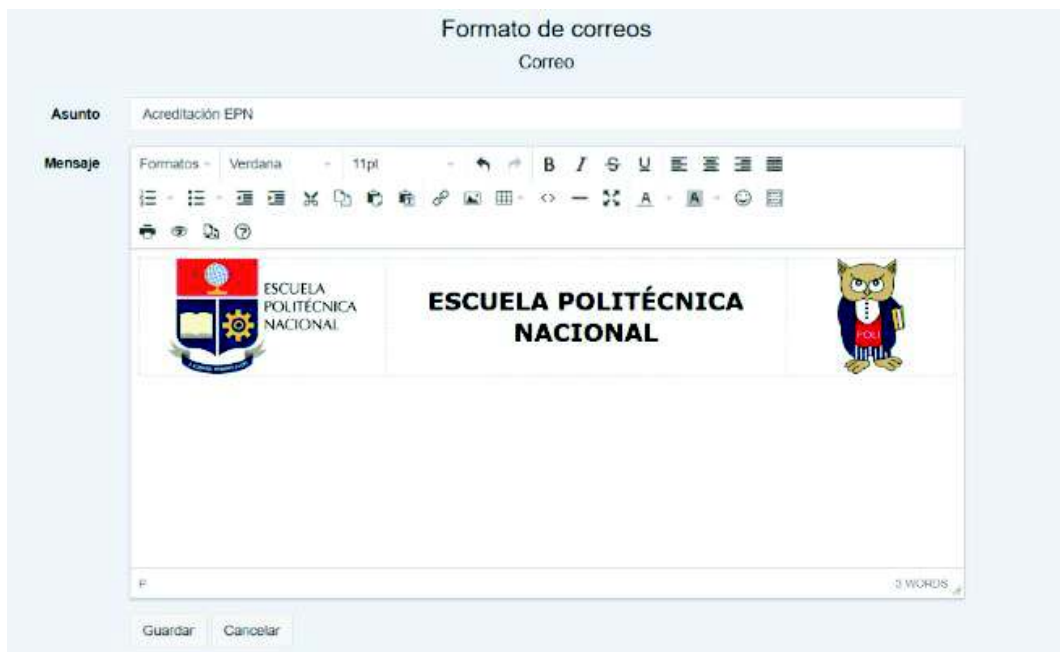 Formato de correos
Correo
Asunto
Acreditación EPN
Mensaje
Formatos Verdana 11pt B I S U
A A
ESCUELA
POLITÉCNICA
NACIONAL
ESCUELA POLITÉCNICA
NACIONAL
POLI
P
3 WORDS
Guardar Cancelar